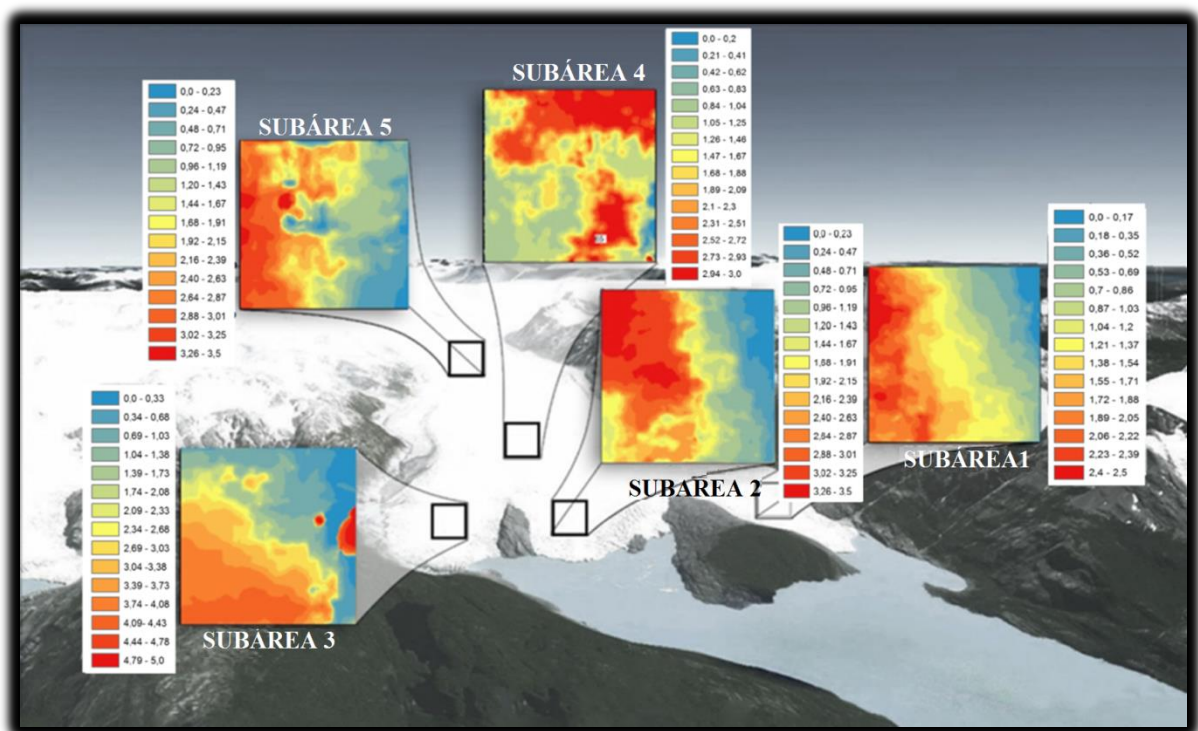 SUBÁREA 5
0,0 - 0,23
0,24 - 0,47
0,48 - 0,71
0,72 - 0,95
0,96 - 1,19
1,20 - 1,43
1,44 - 1,67
1,68 - 1,91
1,92 - 2,15
2,16 - 2,39
2,40 - 2,63
2,64 - 2,87
2,88 - 3,01
3,02 - 3,25
3,26 - 3,5
SUBÁREA 4
0,0 - 0,2
0,21 - 0,41
0,42 - 0,62
0,63 - 0,83
0,84 - 1,04
1,05 - 1,25
1,26 - 1,46
1,47 - 1,67
1,68 - 1,88
1,89 - 2,09
2,1 - 2,3
2,31 - 2,51
2,52 - 2,72
2,73 - 2,93
2,94 - 3,0
SUBÁREA 2
0,0 - 0,23
0,24 - 0,47
0,48 - 0,71
0,72 - 0,95
0,96 - 1,19
1,20 - 1,43
1,44 - 1,67
1,68 - 1,91
1,92 - 2,15
2,16 - 2,39
2,40 - 2,63
2,64 - 2,87
2,88 - 3,01
3,02 - 3,25
3,26 - 3,5
SUBÁREA1
0,0 - 0,17
0,18 - 0,35
0,36 - 0,52
0,53 - 0,69
0,7 - 0,86
0,87 - 1,03
1,04 - 1,2
1,21 - 1,37
1,38 - 1,54
1,55 - 1,71
1,72 - 1,88
1,89 - 2,05
2,06 - 2,22
2,23 - 2,39
2,4 - 2,5
SUBÁREA 3
0,0 - 0,33
0,34 - 0,68
0,69 - 1,03
1,04 - 1,38
1,39 - 1,73
1,74 - 2,08
2,09 - 2,33
2,34 - 2,68
2,69 - 3,03
3,04 - 3,38
3,39 - 3,73
3,74 - 4,08
4,09 - 4,43
4,44 - 4,78
4,79 - 5,0